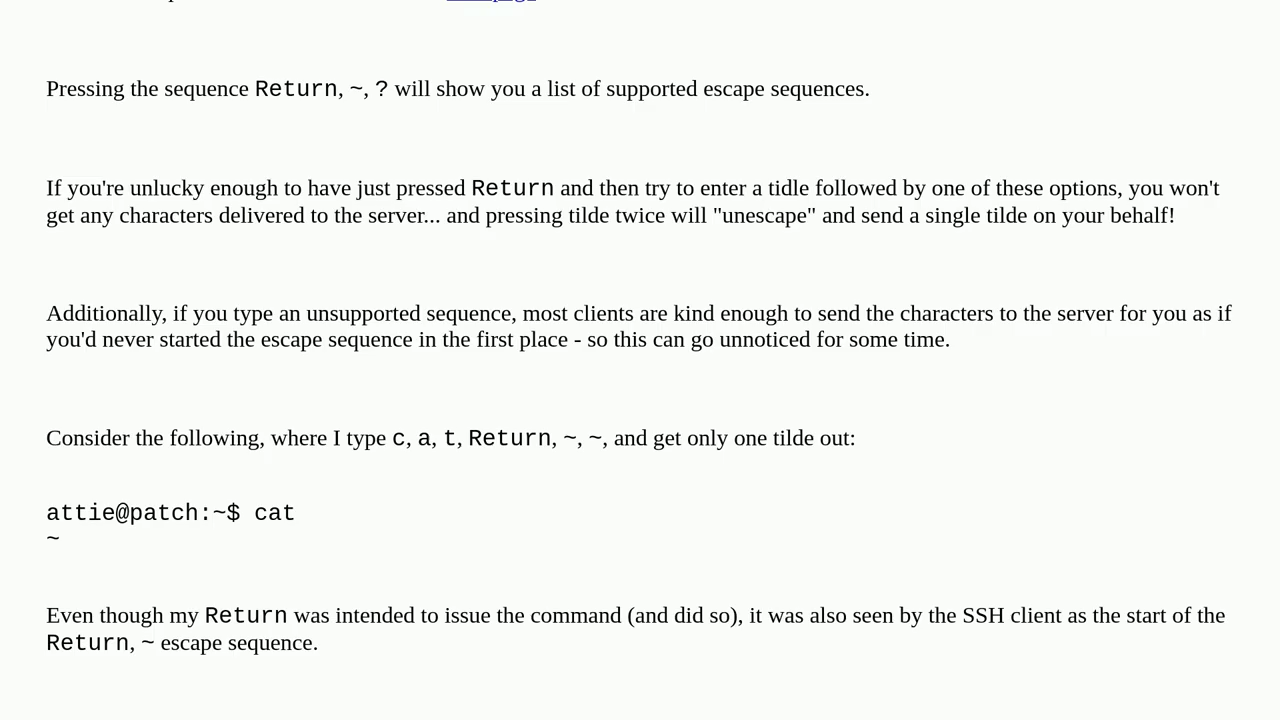 Pressing the sequence Return, ~, ? will show you a list of supported escape sequences.
If you're unlucky enough to have just pressed Return and then try to enter a tidle followed by one of these options, you won't
get any characters delivered to the server... and pressing tilde twice will "unescape" and send a single tilde on your behalf!
Additionally, if you type an unsupported sequence, most clients are kind enough to send the characters to the server for you as if
you'd never started the escape sequence in the first place - so this can go unnoticed for some time.
Consider the following, where I type c, a, t, Return, ~, ~, and get only one tilde out:
attie@patch:~$ cat
~
Even though my Return was intended to issue the command (and did so), it was also seen by the SSH client as the start of the
Return, ~ escape sequence.